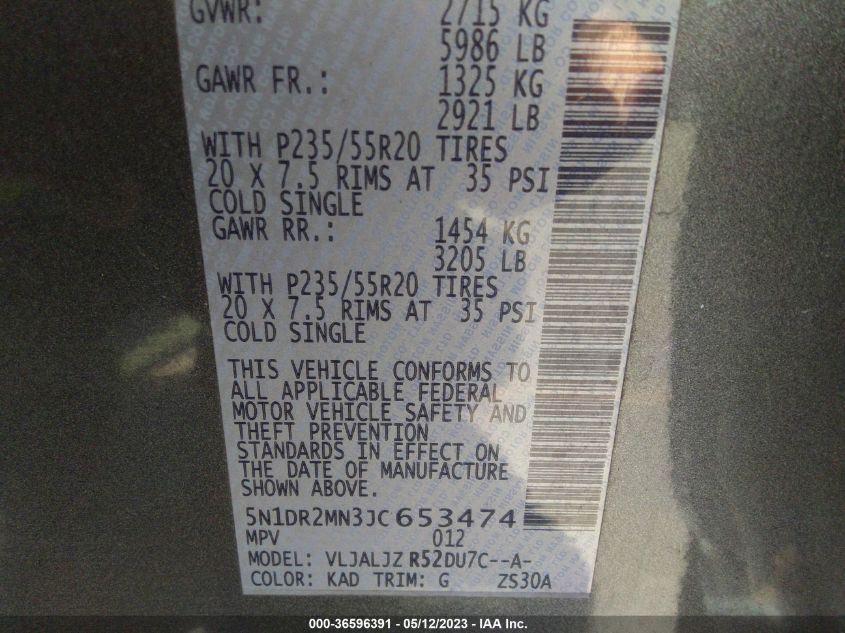 GVWR: 2715 KG
5986 LB
GAWR FR.: 1325 KG
2921 LB
WITH P235/55R20 TIRES
20 X 7.5 RIMS AT 35 PSI
COLD SINGLE
GAWR RR.: 1454 KG
3205 LB
WITH P235/55R20 TIRES
20 X 7.5 RIMS AT 35 PSI
COLD SINGLE
THIS VEHICLE CONFORMS TO
ALL APPLICABLE FEDERAL
MOTOR VEHICLE SAFETY AND
THEFT PREVENTION
STANDARDS IN EFFECT ON
THE DATE OF MANUFACTURE
SHOWN ABOVE.
5N1DR2MN3JC653474
MPV 012
MODEL: VLJALJZ R52DU7C--A-
COLOR: KAD TRIM: G ZS30A
000-36596391 - 05/12/2023 - IAA Inc.